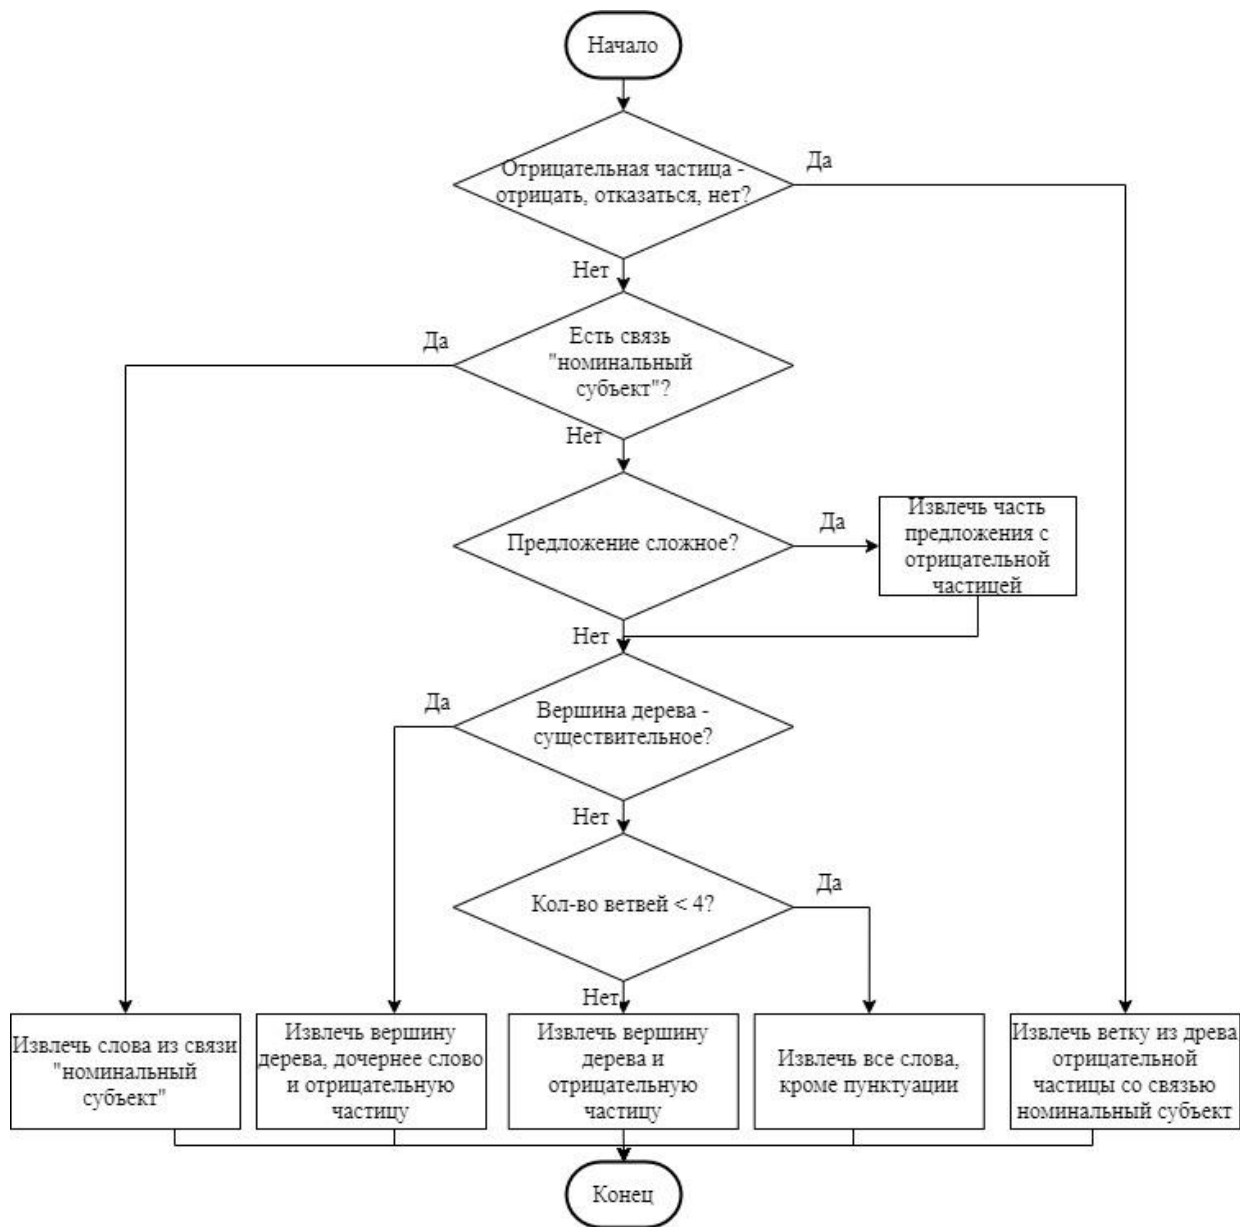 Начало
Отрицательная частица -
отрицать, отказаться, нет?
Да
Нет
Есть связь
"номинальный
субъект"?
Да
Нет
Предложение сложное?
Да
Извлечь часть
предложения с
отрицательной
частицей
Нет
Вершина дерева -
существительное?
Да
Нет
Кол-во ветвей < 4?
Да
Нет
Извлечь слова из связи
"номинальный
субъект"
Извлечь вершину
дерева, дочернее слово
и отрицательную
частицу
Извлечь вершину
дерева и
отрицательную
частицу
Извлечь все слова,
кроме пунктуации
Извлечь ветку из древа
отрицательной
частицы со связью
номинальный субъект
Конец